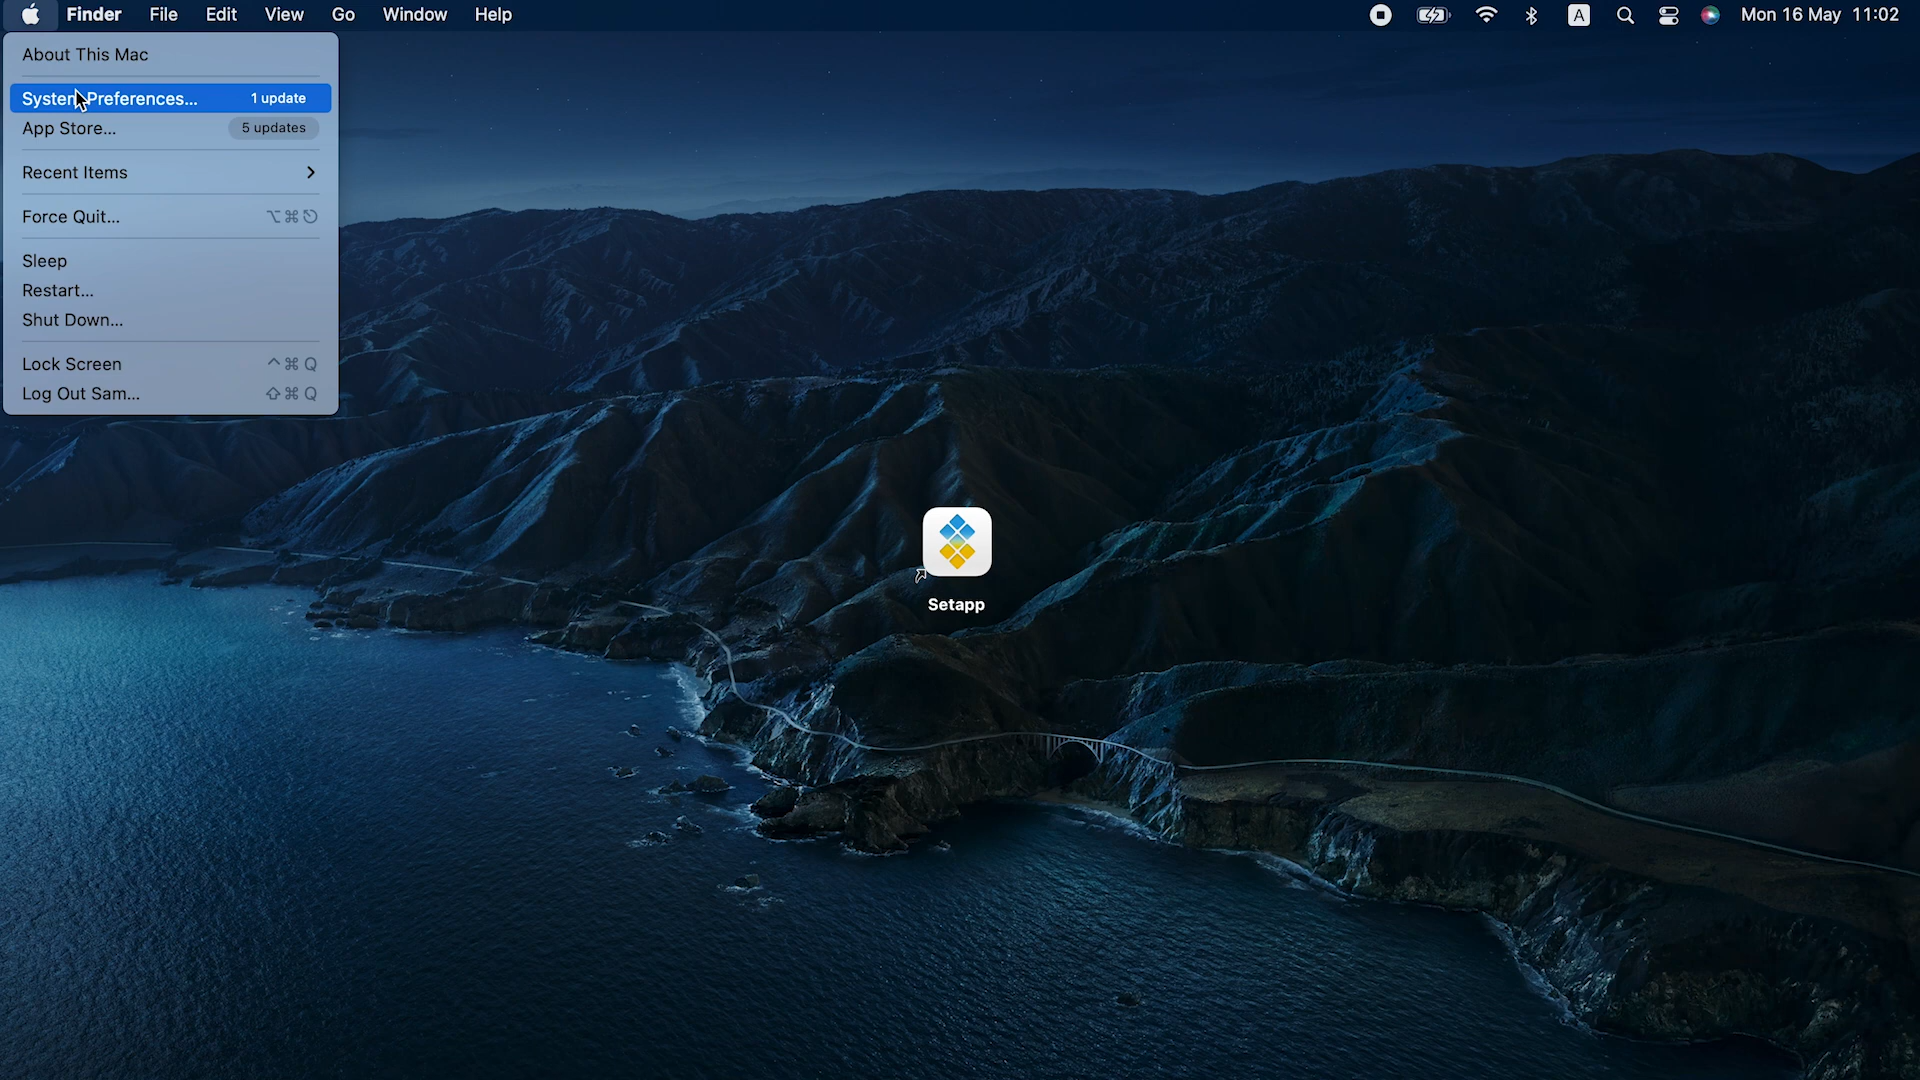 Finder File Edit View Go Window Help A Mon 16 May 11:02
About This Mac
System Preferences... 1 update
App Store... 5 updates
Recent Items
Force Quit... ⌥⌘⎋
Sleep
Restart...
Shut Down...
Lock Screen ^⌘Q
Log Out Sam... ⇧⌘Q
Setapp